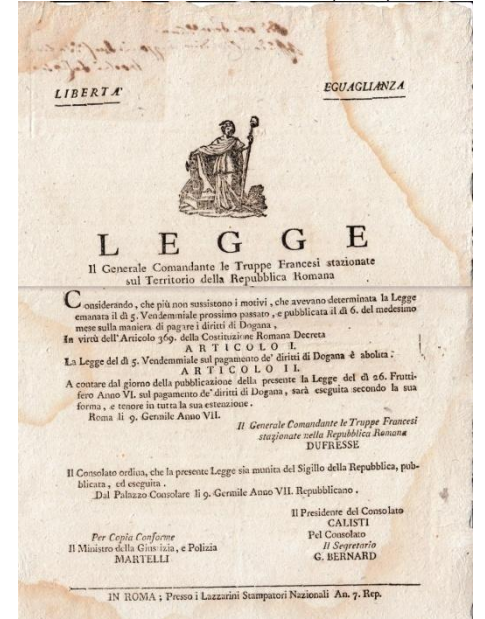 LIBERTA'
EGUAGLIANZA
LEGGE
Il Generale Comandante le Truppe Francesi stazionate
sul Territorio della Repubblica Romana
Considerando, che più non sussistono i motivi, che avevano determinata la Legge
emanata il dì 5. Vendemmiale prossimo passato, e pubblicata il dì 6. del medesimo
mese sulla maniera di pagare i diritti di Dogana,
In virtù dell'Articolo 369. della Costituzione Romana Decreta
ARTICOLO I.
La Legge del dì 5. Vendemmiale sul pagamento de' diritti di Dogana è abolita.
ARTICOLO II.
A contare dal giorno della pubblicazione della presente la Legge del dì 26. Frutti-
fero Anno VI. sul pagamento de' diritti di Dogana, sarà eseguita secondo la sua
forma, e tenore in tutta la sua estenzione.
Roma li 9. Germile Anno VII.
Il Generale Comandante le Truppe Francesi
stazionate nella Repubblica Romana
DUFRESSE
Il Consolato ordina, che la presente Legge sia munita del Sigillo della Repubblica, pub-
blicata, ed eseguita.
Dal Palazzo Consolare li 9. Germile Anno VII. Repubblicano.
Il Presidente del Consolato
CALISTI
Per Copia Conforme
Pel Consolato
Il Ministro della Giustizia, e Polizia
Il Segretario
MARTELLI
G. BERNARD
IN ROMA; Presso i Lazzarini Stampatori Nazionali An. 7. Rep.